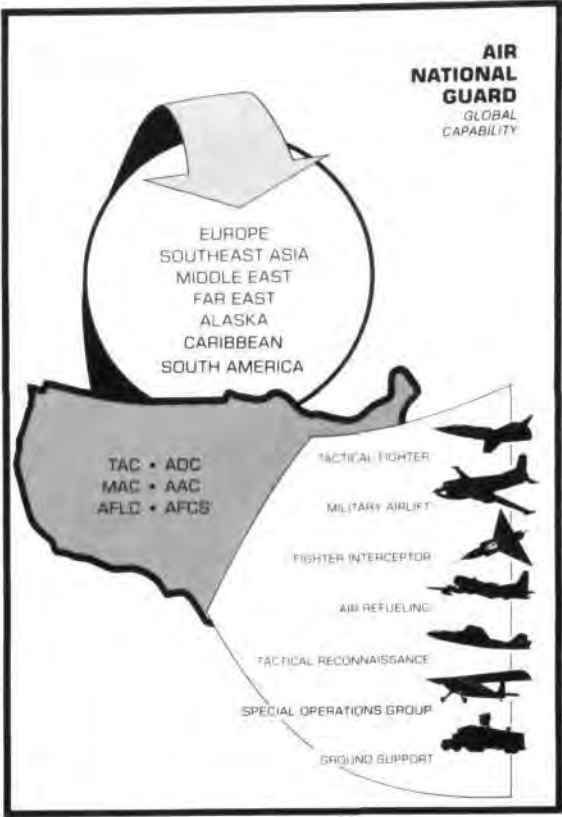 AIR
NATIONAL
GUARD
GLOBAL
CAPABILITY
EUROPE
SOUTHEAST ASIA
MIDDLE EAST
FAR EAST
ALASKA
CARIBBEAN
SOUTH AMERICA
TAC • ADC
MAC • AAC
AFLC • AFCS
TACTICAL FIGHTER
MILITARY AIRLIFT
FIGHTER INTERCEPTOR
AIR REFUELING
TACTICAL RECONNAISSANCE
SPECIAL OPERATIONS GROUP
GROUND SUPPORT